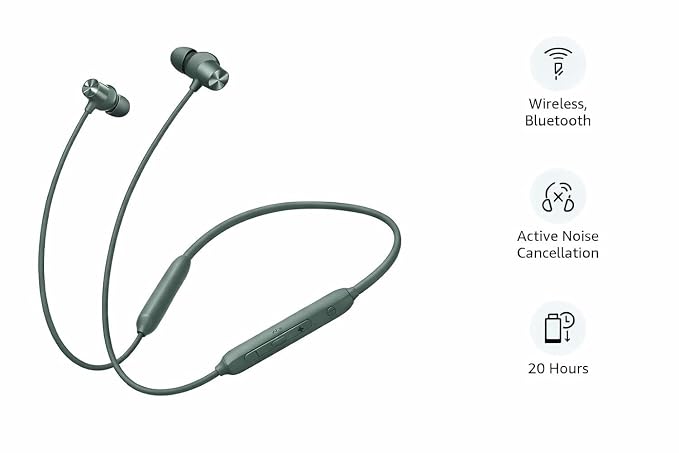 Wireless,
Bluetooth
Active Noise
Cancellation
20 Hours